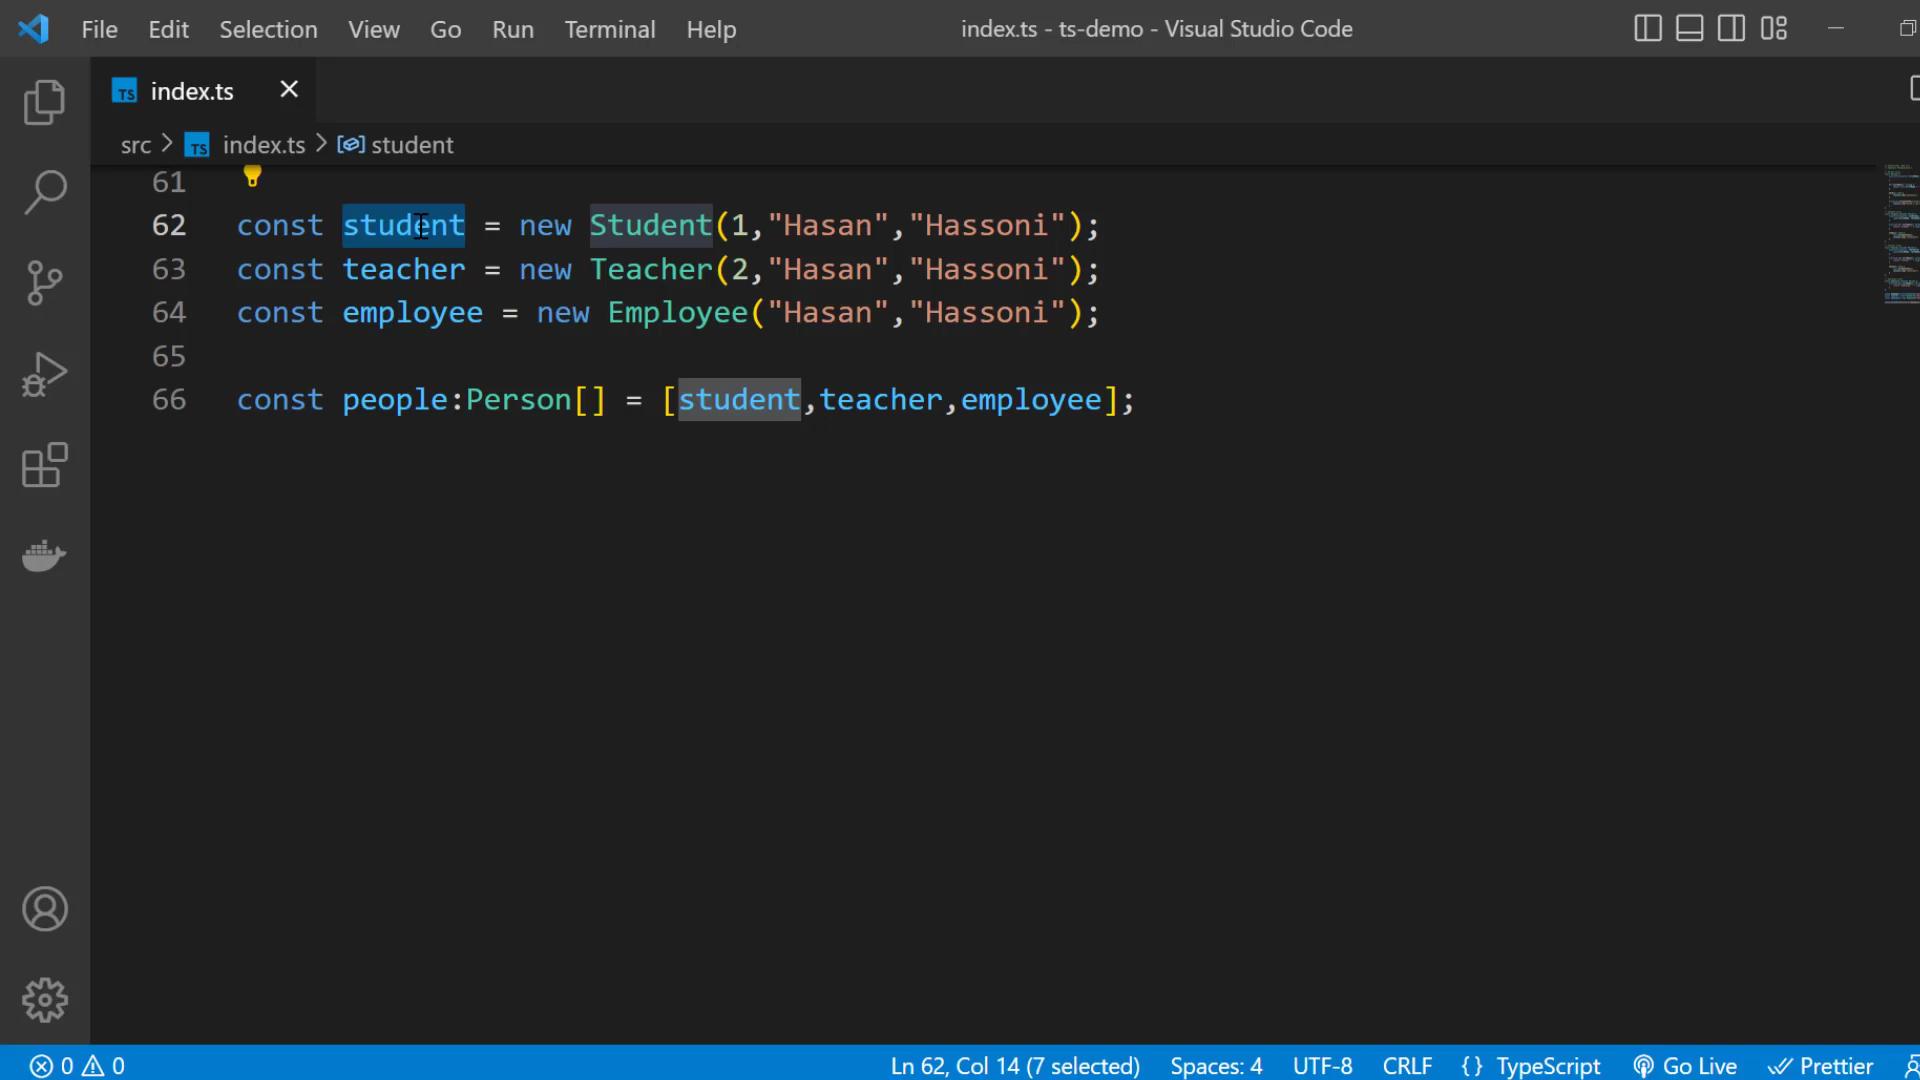 File Edit Selection View Go Run Terminal Help index.ts - ts-demo - Visual Studio Code
TS index.ts
src > TS index.ts > student
61
62 const student = new Student(1,"Hasan","Hassoni");
63 const teacher = new Teacher(2,"Hasan","Hassoni");
64 const employee = new Employee("Hasan","Hassoni");
65
66 const people:Person[] = [student,teacher,employee];
0 0 Ln 62, Col 14 (7 selected) Spaces: 4 UTF-8 CRLF {} TypeScript Go Live Prettier